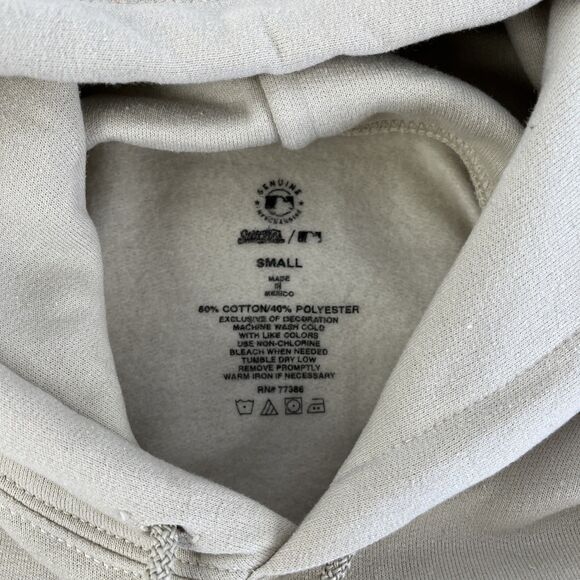 GENUINE
MERCHANDISE
SMALL
MADE
IN
MEXICO
60% COTTON/40% POLYESTER
EXCLUSIVE OF DECORATION
MACHINE WASH COLD
WITH LIKE COLORS
USE NON-CHLORINE
BLEACH WHEN NEEDED
TUMBLE DRY LOW
REMOVE PROMPTLY
WARM IRON IF NECESSARY
RN# 77386